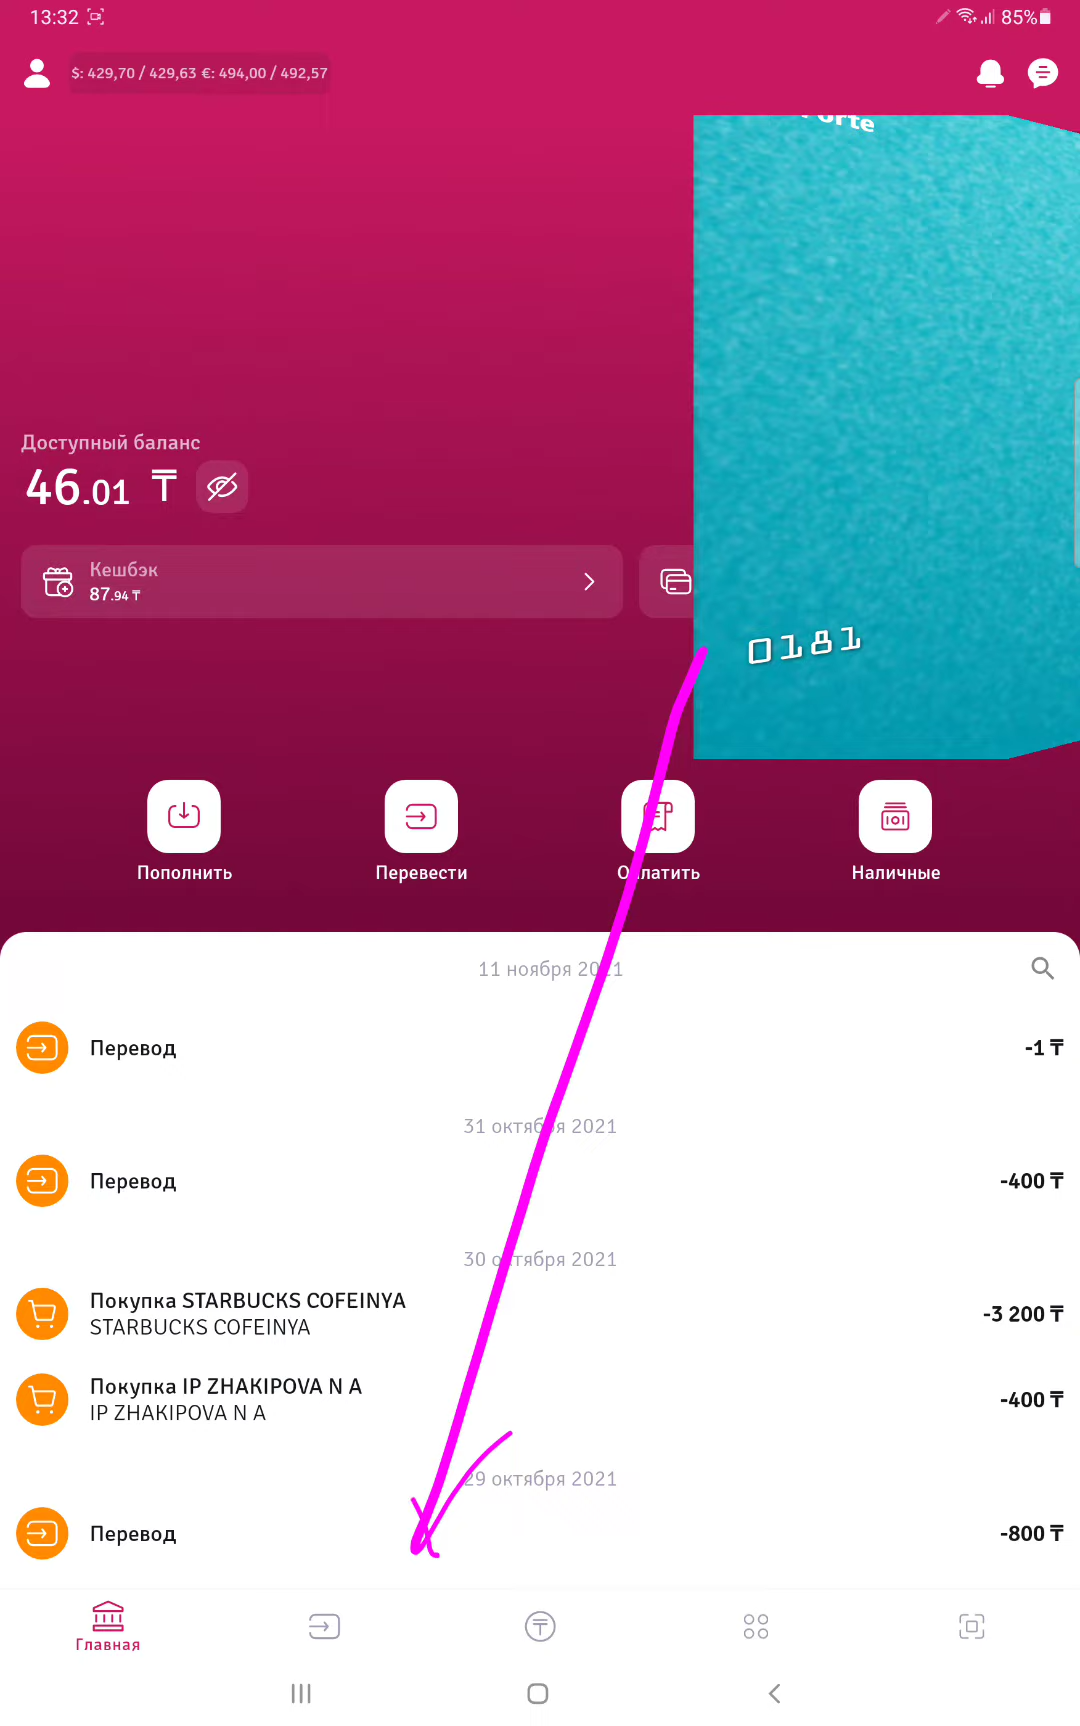 13:32
85%
$: 429,70 / 429,63 €: 494,00 / 492,57
Доступный баланс
46.01 ₸
Кешбэк
87.94 ₸
0181
Пополнить
Перевести
Оплатить
Наличные
11 ноября 2021
Перевод
-1 ₸
31 октября 2021
Перевод
-400 ₸
30 октября 2021
Покупка STARBUCKS COFEINYA
STARBUCKS COFEINYA
-3 200 ₸
Покупка IP ZHAKIPOVA N A
IP ZHAKIPOVA N A
-400 ₸
29 октября 2021
Перевод
-800 ₸
Главная